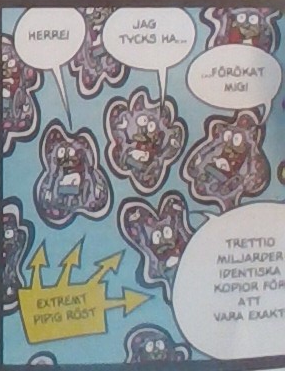 HERRE!
JAG
TYCKS HA...
...FÖRÖKAT
MIG!
TRETTIO
MILJARDER
IDENTISKA
KOPIOR FÖR
ATT
VARA EXAKT
EXTREMT
PIPIG RÖST